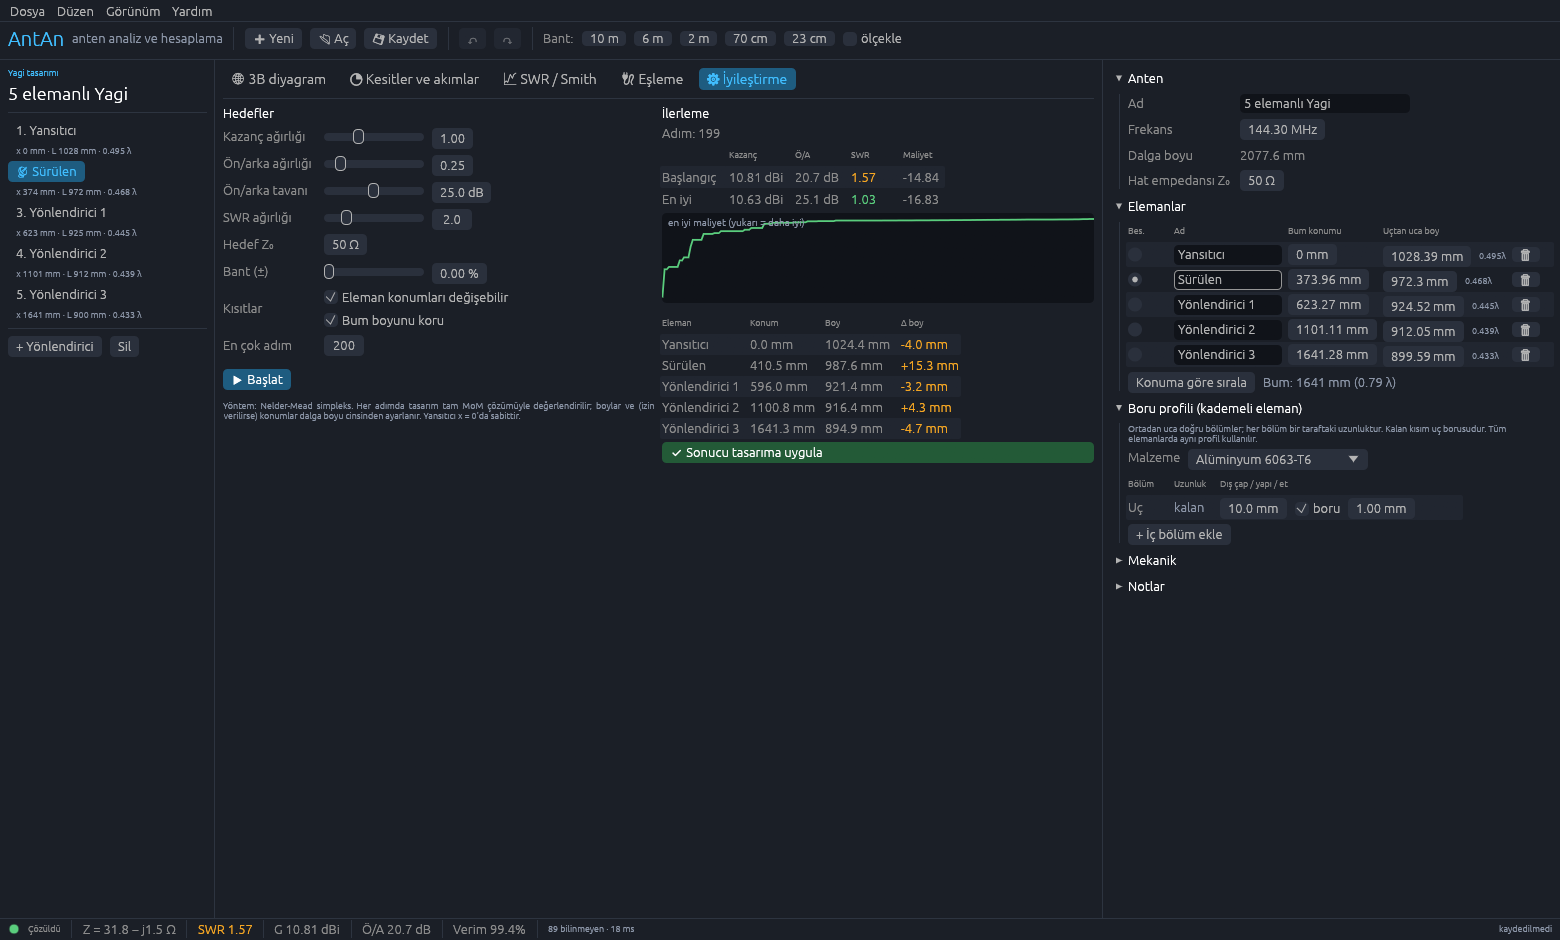 Dosya Düzen Görünüm Yardım
AntAn anten analiz ve hesaplama Yeni Aç Kaydet Bant: 10 m 6 m 2 m 70 cm 23 cm ölçekle
Yagi tasarımı
5 elemanlı Yagi
1. Yansıtıcı
x 0 mm · L 1028 mm · 0.495 λ
Sürülen
x 374 mm · L 972 mm · 0.468 λ
3. Yönlendirici 1
x 623 mm · L 925 mm · 0.445 λ
4. Yönlendirici 2
x 1101 mm · L 912 mm · 0.439 λ
5. Yönlendirici 3
x 1641 mm · L 900 mm · 0.433 λ
+ Yönlendirici Sil
3B diyagram Kesitler ve akımlar SWR / Smith Eşleme İyileştirme
Hedefler
Kazanç ağırlığı 1.00
Ön/arka ağırlığı 0.25
Ön/arka tavanı 25.0 dB
SWR ağırlığı 2.0
Hedef Z₀ 50 Ω
Bant (±) 0.00 %
Kısıtlar
Eleman konumları değişebilir
Bum boyunu koru
En çok adım 200
Başlat
Yöntem: Nelder-Mead simpleks. Her adımda tasarım tam MoM çözümüyle değerlendirilir; boylar ve (izin
verilirse) konumlar dalga boyu cinsinden ayarlanır. Yansıtıcı x = 0'da sabittir.
İlerleme
Adım: 199
Kazanç Ö/A SWR Maliyet
Başlangıç 10.81 dBi 20.7 dB 1.57 -14.84
En iyi 10.63 dBi 25.1 dB 1.03 -16.83
en iyi maliyet (yukarı = daha iyi)
Eleman Konum Boy Δ boy
Yansıtıcı 0.0 mm 1024.4 mm -4.0 mm
Sürülen 410.5 mm 987.6 mm +15.3 mm
Yönlendirici 1 596.0 mm 921.4 mm -3.2 mm
Yönlendirici 2 1100.8 mm 916.4 mm +4.3 mm
Yönlendirici 3 1641.3 mm 894.9 mm -4.7 mm
✓ Sonucu tasarıma uygula
Anten
Ad 5 elemanlı Yagi
Frekans 144.30 MHz
Dalga boyu 2077.6 mm
Hat empedansı Z₀ 50 Ω
Elemanlar
Bes. Ad Bum konumu Uçtan uca boy
Yansıtıcı 0 mm 1028.39 mm 0.495λ
Sürülen 373.96 mm 972.3 mm 0.468λ
Yönlendirici 1 623.27 mm 924.52 mm 0.445λ
Yönlendirici 2 1101.11 mm 912.05 mm 0.439λ
Yönlendirici 3 1641.28 mm 899.59 mm 0.433λ
Konuma göre sırala Bum: 1641 mm (0.79 λ)
Boru profili (kademeli eleman)
Ortadan uca doğru bölümler; her bölüm bir taraftaki uzunluktur. Kalan kısım uç borusudur. Tüm
elemanlarda aynı profil kullanılır.
Malzeme Alüminyum 6063-T6
Bölüm Uzunluk Dış çap / yapı / et
Uç kalan 10.0 mm ✓ boru 1.00 mm
+ İç bölüm ekle
Mekanik
Notlar
Çözüldü Z = 31.8 – j1.5 Ω SWR 1.57 G 10.81 dBi Ö/A 20.7 dB Verim 99.4% 89 bilinmeyen · 18 ms kaydedilmedi